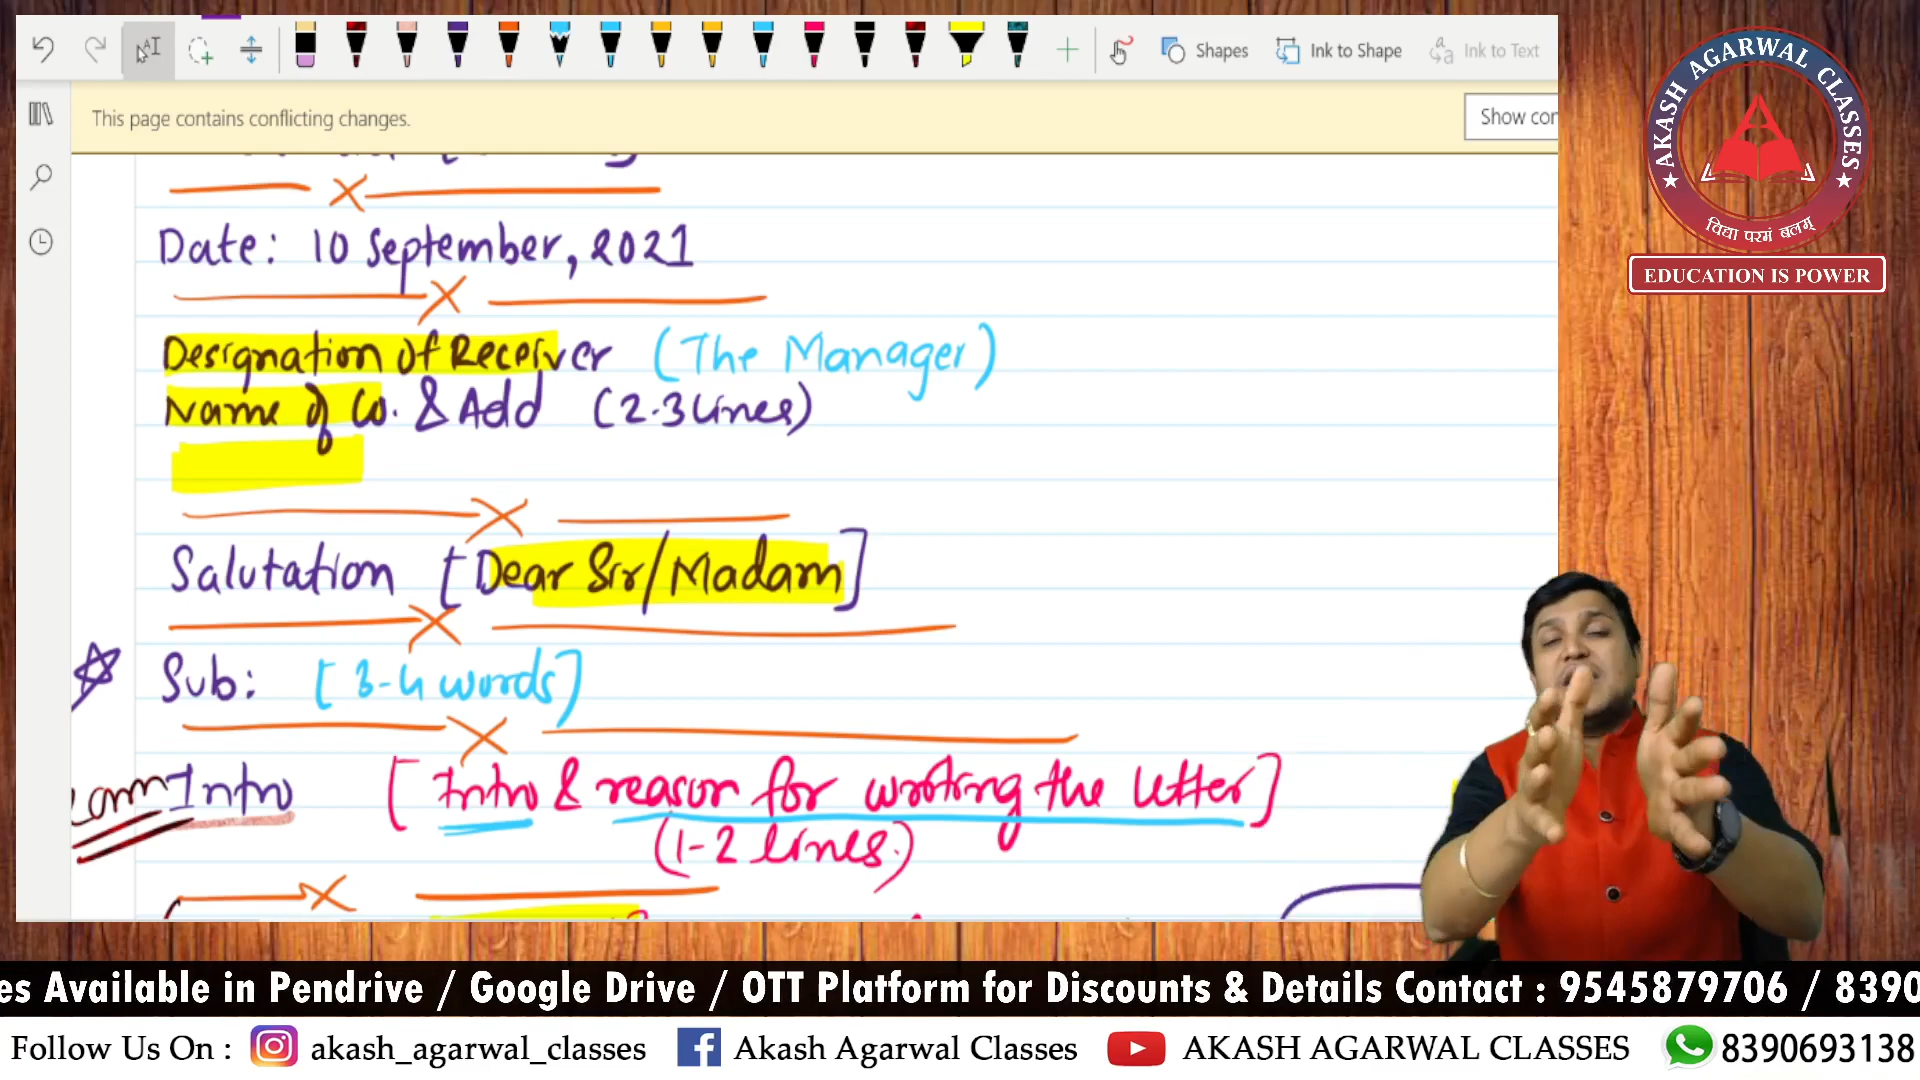 Shapes
Ink to Shape
Ink to Text
This page contains conflicting changes.
Show con
Date: 10 September, 2021
Designation of Receiver (The Manager)
Name of Co. & Add (2-3 lines)
Salutation [Dear Sir/Madam]
Sub: [3-4 words]
Intro [Intro & reason for writing the letter]
(1-2 lines.)
AKASH AGARWAL CLASSES
विद्या परमं बलम्
EDUCATION IS POWER
es Available in Pendrive / Google Drive / OTT Platform for Discounts & Details Contact : 9545879706 / 8390
Follow Us On : akash_agarwal_classes Akash Agarwal Classes AKASH AGARWAL CLASSES 8390693138